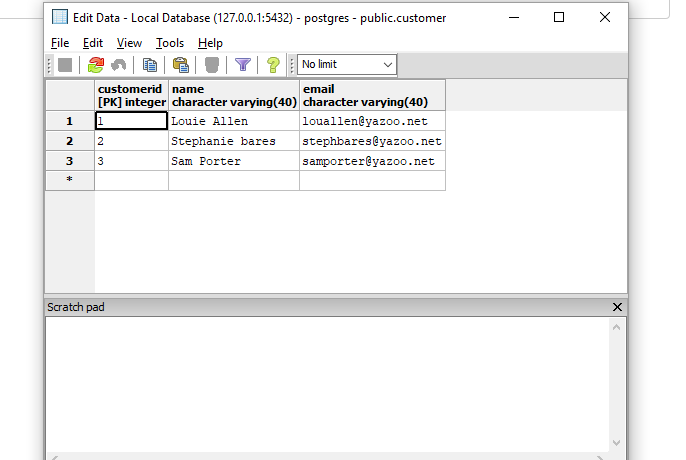 Edit Data - Local Database (127.0.0.1:5432) - postgres - public.customer
File Edit View Tools Help
No limit
customerid name email
[PK] integer character varying(40) character varying(40)
1 1 Louie Allen louallen@yazoo.net
2 2 Stephanie bares stephbares@yazoo.net
3 3 Sam Porter samporter@yazoo.net
*
Scratch pad